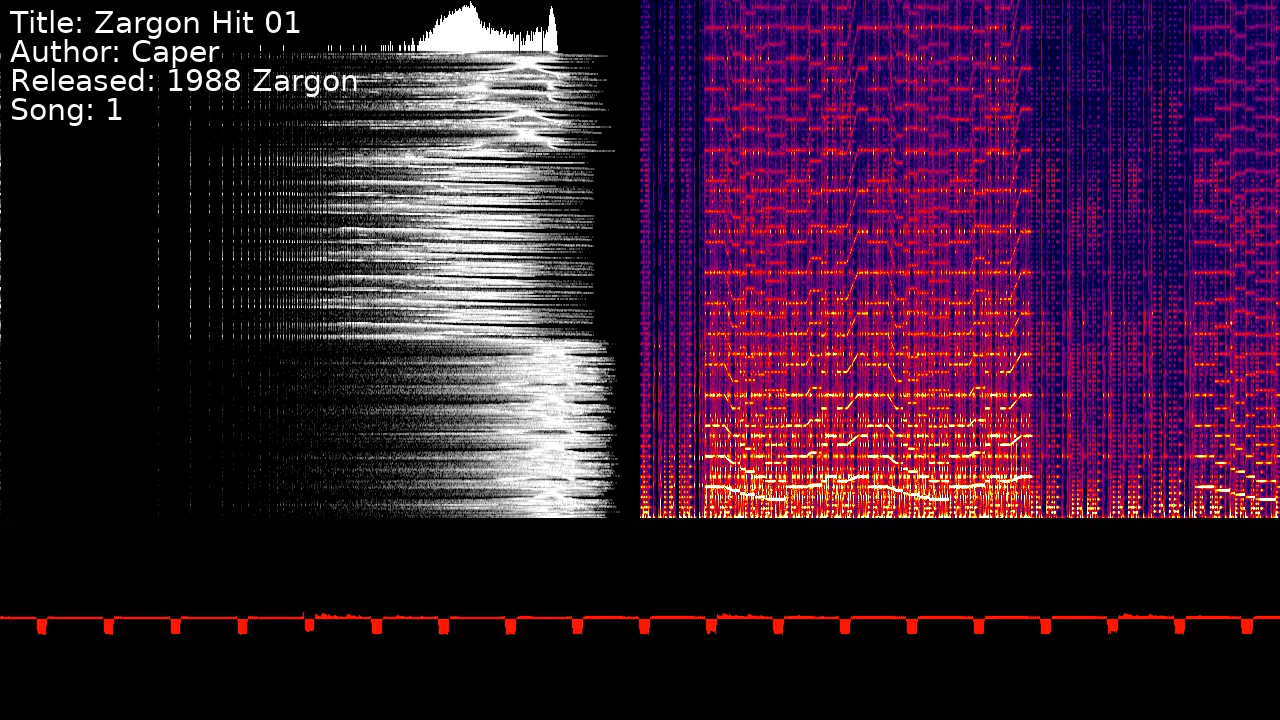 Title: Zargon Hit 01
Author: Caper
Released: 1988 Zargon
Song: 1